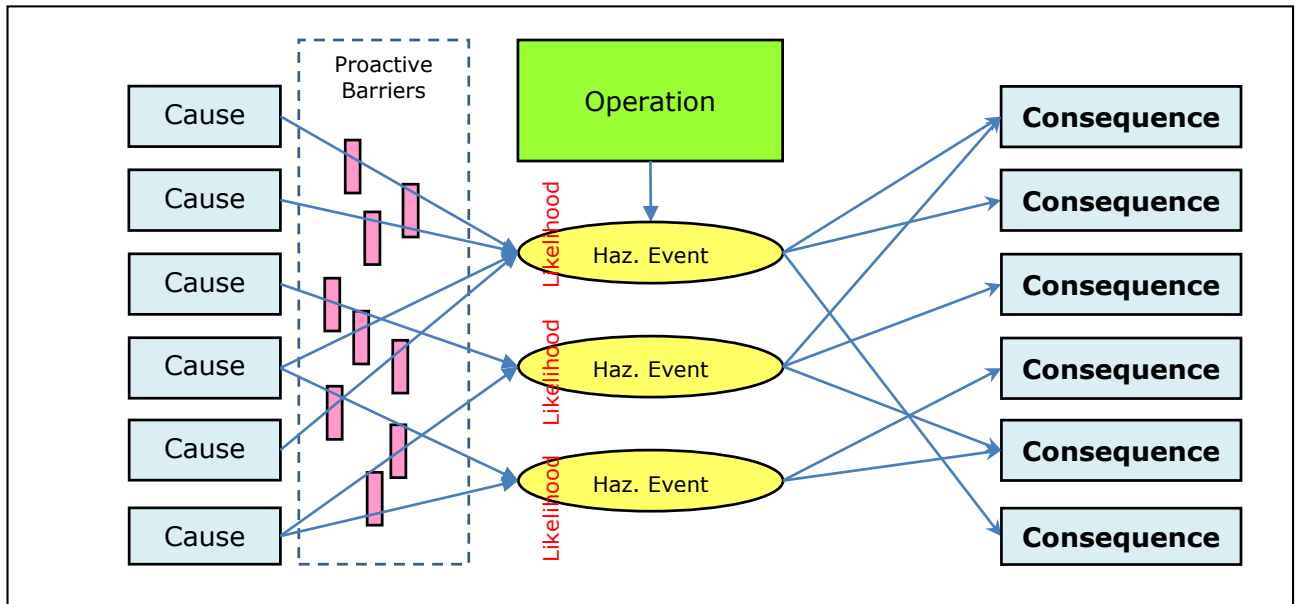 Proactive
Barriers
Operation
Cause
Cause
Cause
Cause
Cause
Cause
Likelihood
Haz. Event
Likelihood
Haz. Event
Likelihood
Haz. Event
Consequence
Consequence
Consequence
Consequence
Consequence
Consequence